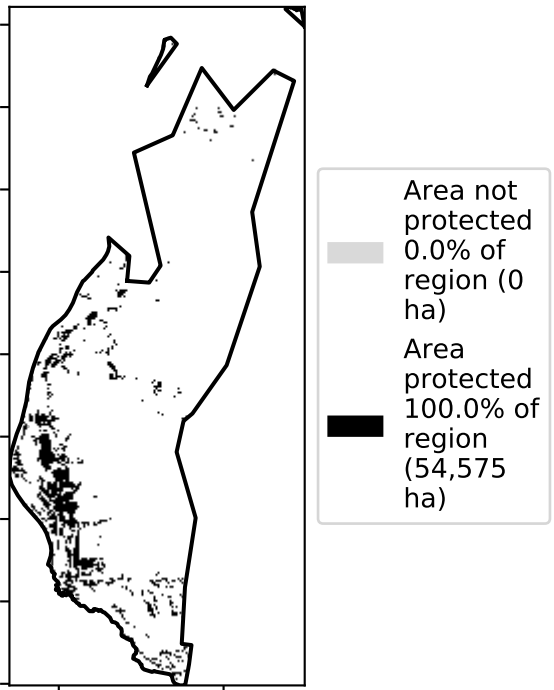 Area not
protected
0.0% of
region (0
ha)
Area
protected
100.0% of
region
(54,575
ha)